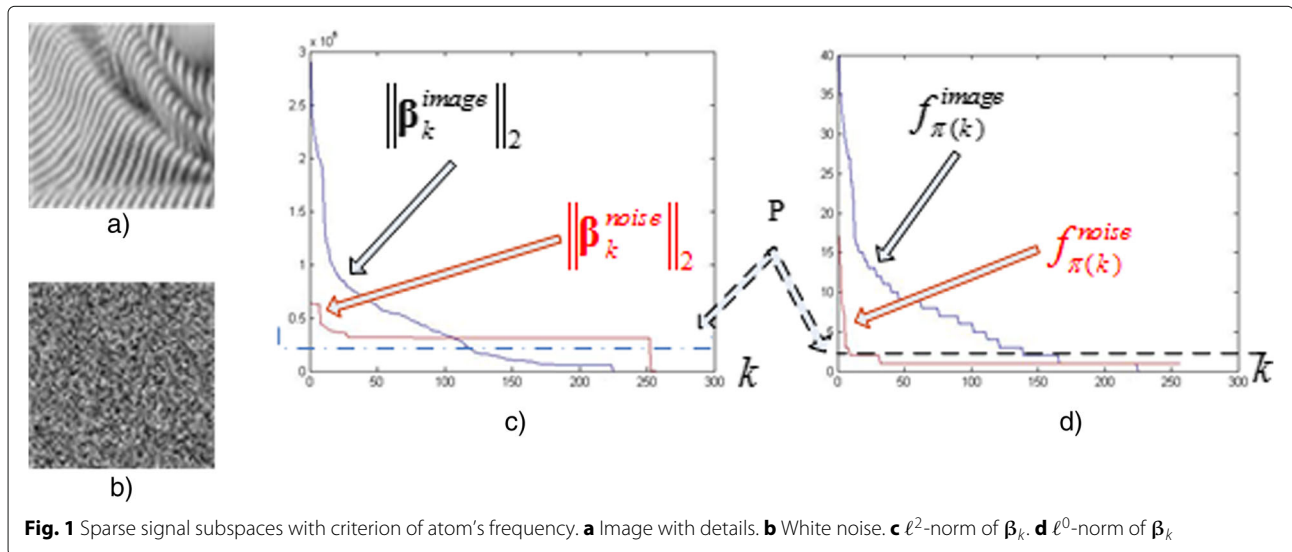 a)
b)
× 10⁶
3
2.5
2
1.5
1
0.5
0
0 50 100 150 200 250 300
‖β_k^image‖₂
‖β_k^noise‖₂
k
c)
P
40
35
30
25
20
15
10
5
0
0 50 100 150 200 250 300
f_π(k)^image
f_π(k)^noise
k
d)
Fig. 1 Sparse signal subspaces with criterion of atom's frequency. a Image with details. b White noise. c ℓ²-norm of β_k. d ℓ⁰-norm of β_k